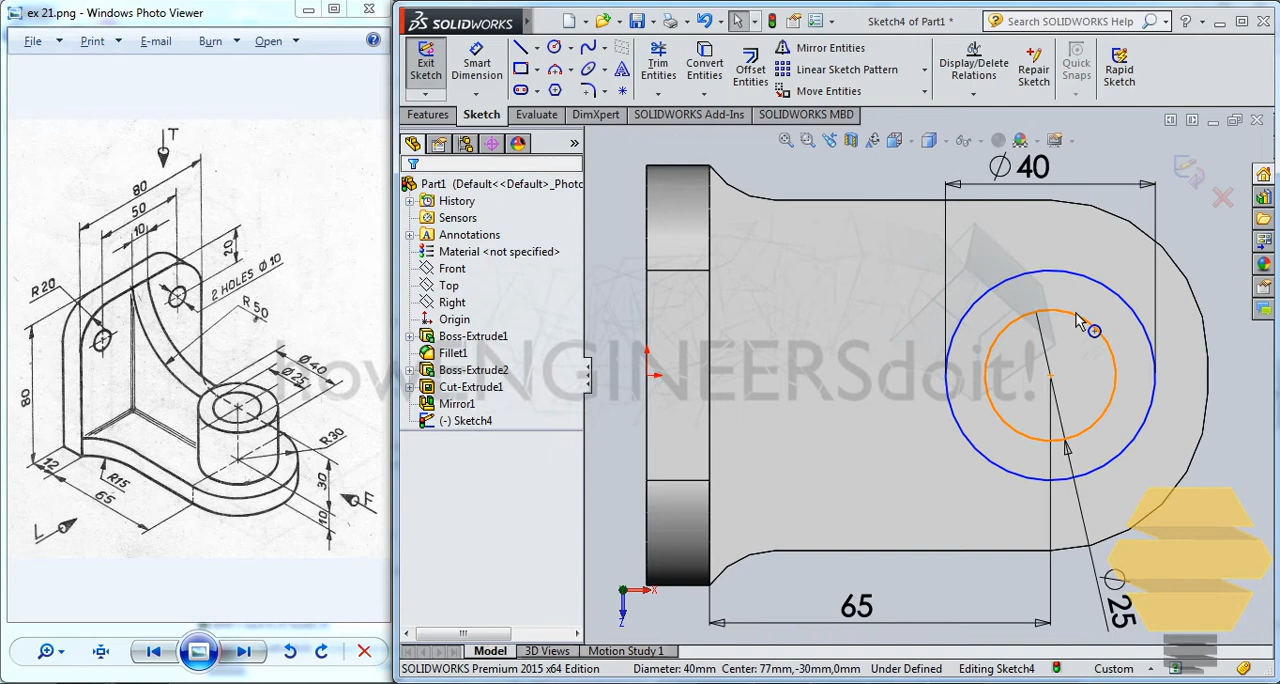 ex 21.png - Windows Photo Viewer
File Print E-mail Burn Open
T
80
50
10
20
2 HOLES Ø10
R20
R50
Ø40
Ø25
80
R30
30
10
F
12
R15
65
L
SOLIDWORKS
Sketch4 of Part1 *
Search SOLIDWORKS Help
Exit Sketch
Smart Dimension
Trim Entities
Convert Entities
Offset Entities
Mirror Entities
Linear Sketch Pattern
Move Entities
Display/Delete Relations
Repair Sketch
Quick Snaps
Rapid Sketch
Features Sketch Evaluate DimXpert SOLIDWORKS Add-Ins SOLIDWORKS MBD
Part1 (Default<<Default>_Photo
History
Sensors
Annotations
Material <not specified>
Front
Top
Right
Origin
Boss-Extrude1
Fillet1
Boss-Extrude2
Cut-Extrude1
Mirror1
(-) Sketch4
Ø 40
howENGINEERSdoit!
65
Ø 25
X
Z
Model 3D Views Motion Study 1
SOLIDWORKS Premium 2015 x64 Edition Diameter: 40mm Center: 77mm,-30mm,0mm Under Defined Editing Sketch4 Custom